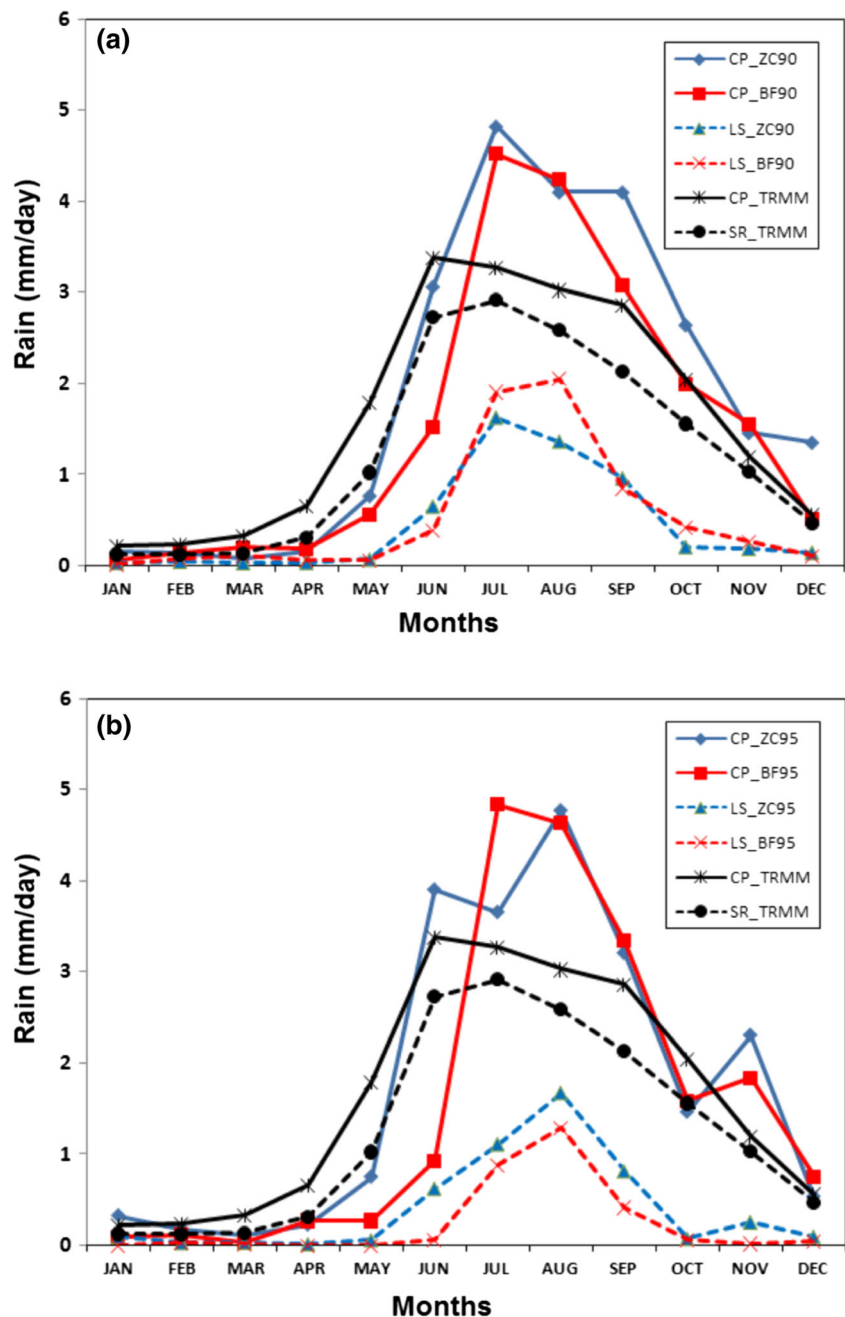 (a)
6
5
4
3
2
1
0
Rain (mm/day)
CP_ZC90
CP_BF90
LS_ZC90
LS_BF90
CP_TRMM
SR_TRMM
JAN FEB MAR APR MAY JUN JUL AUG SEP OCT NOV DEC
Months
(b)
6
5
4
3
2
1
0
Rain (mm/day)
CP_ZC95
CP_BF95
LS_ZC95
LS_BF95
CP_TRMM
SR_TRMM
JAN FEB MAR APR MAY JUN JUL AUG SEP OCT NOV DEC
Months